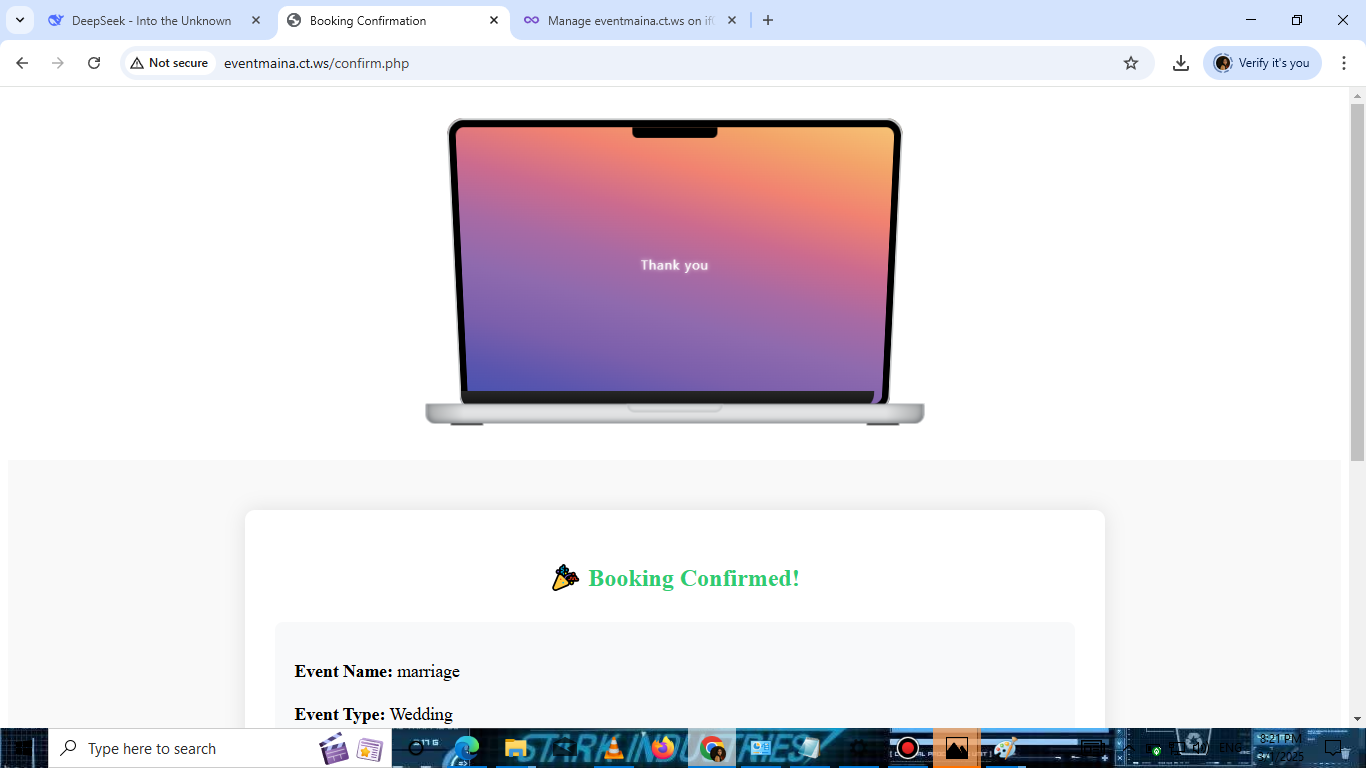 DeepSeek - Into the Unknown
Booking Confirmation
Manage eventmaina.ct.ws on if
Not secure
eventmaina.ct.ws/confirm.php
Verify it's you
Thank you
Booking Confirmed!
Event Name: marriage
Event Type: Wedding
Type here to search
STARK INDUSTRIES
ENG
8:21 PM